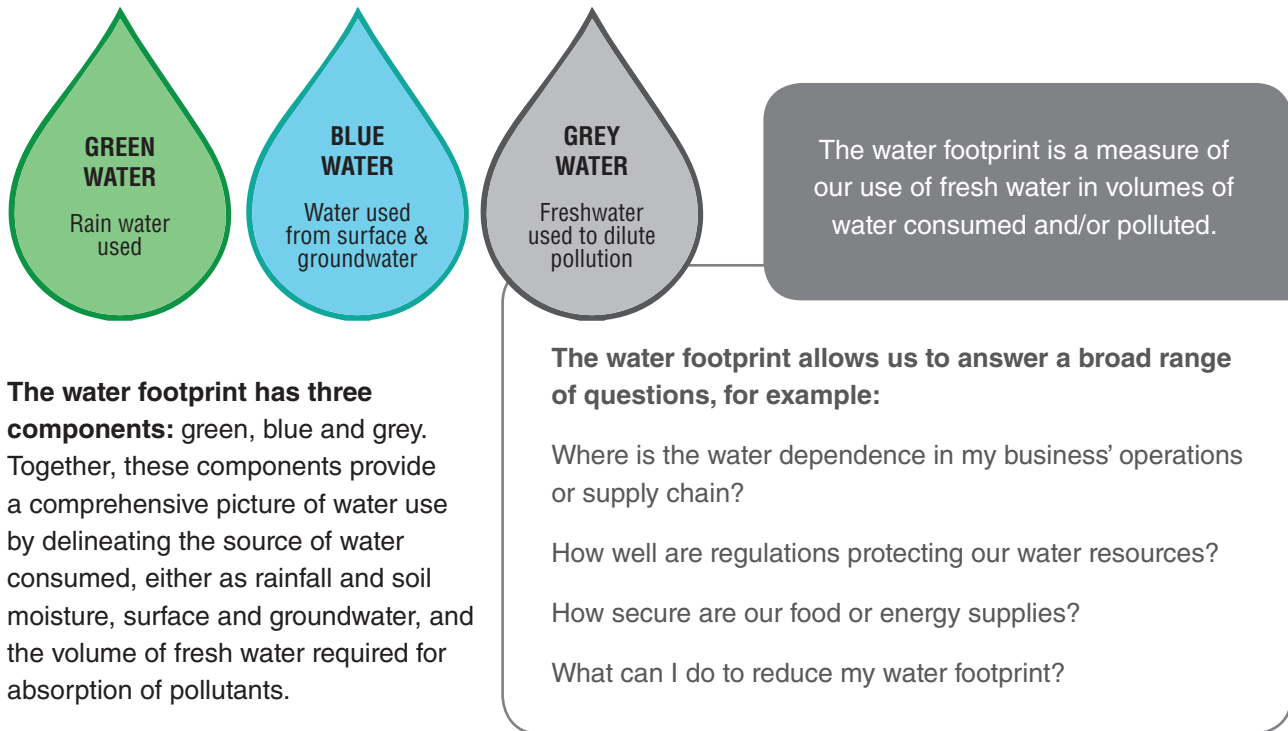 GREEN
WATER
Rain water
used
BLUE
WATER
Water used
from surface &
groundwater
GREY
WATER
Freshwater
used to dilute
pollution
The water footprint is a measure of
our use of fresh water in volumes of
water consumed and/or polluted.
The water footprint has three
components: green, blue and grey.
Together, these components provide
a comprehensive picture of water use
by delineating the source of water
consumed, either as rainfall and soil
moisture, surface and groundwater, and
the volume of fresh water required for
absorption of pollutants.
The water footprint allows us to answer a broad range
of questions, for example:
Where is the water dependence in my business’ operations
or supply chain?
How well are regulations protecting our water resources?
How secure are our food or energy supplies?
What can I do to reduce my water footprint?